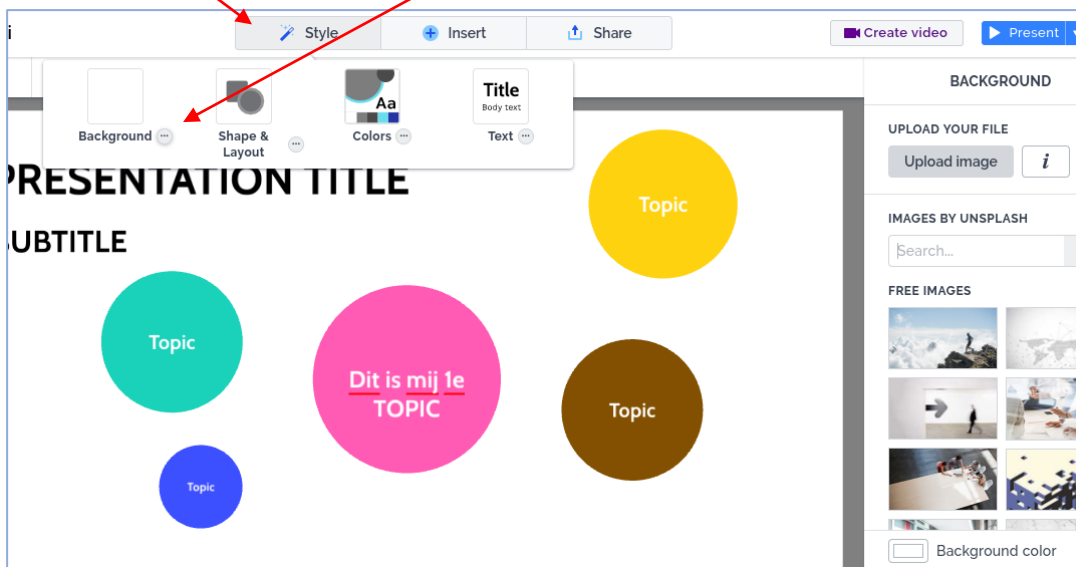 i
Style
Insert
Share
Create video
Present
Background
Shape &
Layout
Aa
Colors
Title
Body text
Text
PRESENTATION TITLE
SUBTITLE
Topic
Topic
Dit is mij 1e
TOPIC
Topic
Topic
BACKGROUND
UPLOAD YOUR FILE
Upload image
i
IMAGES BY UNSPLASH
Search...
FREE IMAGES
Background color